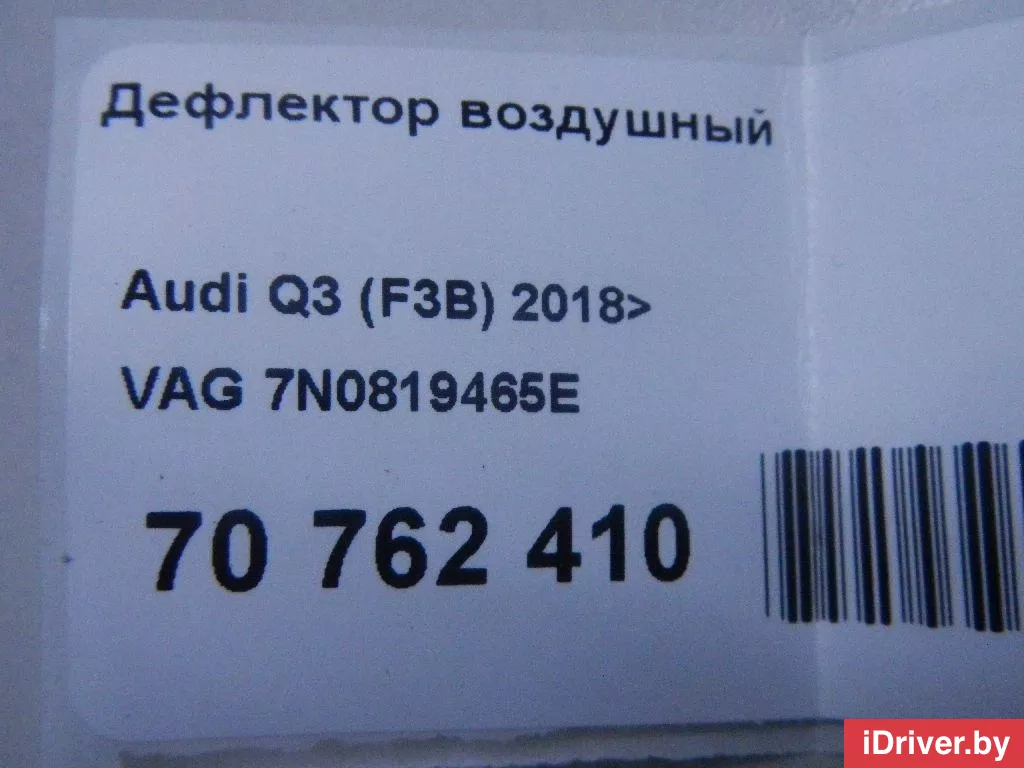 Дефлектор воздушный
Audi Q3 (F3B) 2018>
VAG 7N0819465E
70 762 410
iDriver.by